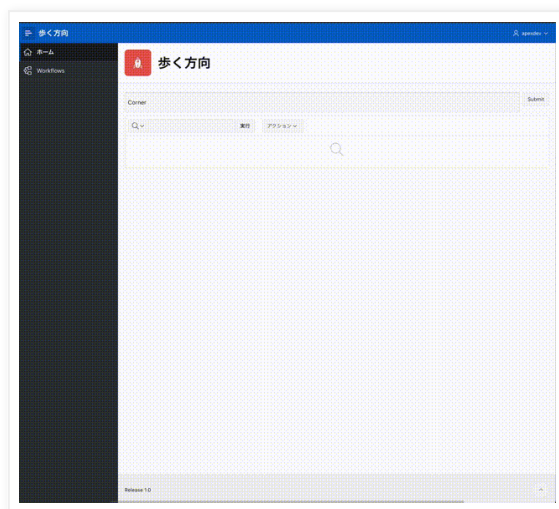 歩く方向
apexdev
ホーム
Workflows
歩く方向
Corner
Submit
実行
アクション
Release 1.0